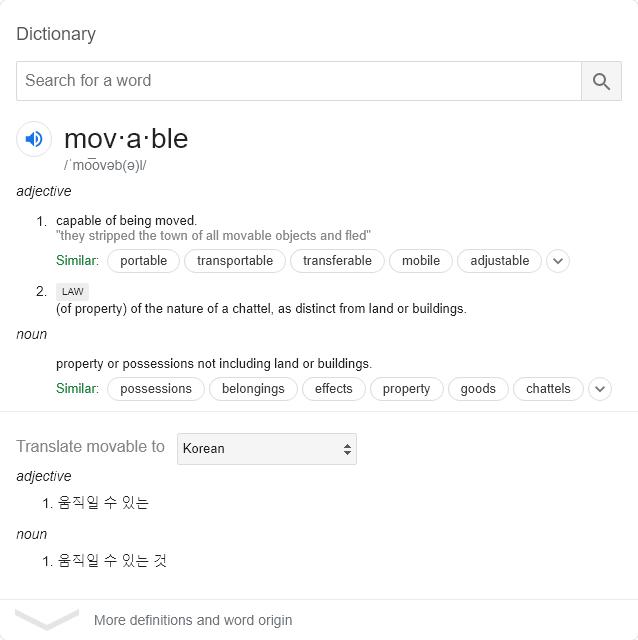 Dictionary
Search for a word
mov·a·ble
/ˈmo͞ovəb(ə)l/
adjective
1. capable of being moved.
"they stripped the town of all movable objects and fled"
Similar: portable transportable transferable mobile adjustable
2. LAW
(of property) of the nature of a chattel, as distinct from land or buildings.
noun
property or possessions not including land or buildings.
Similar: possessions belongings effects property goods chattels
Translate movable to Korean
adjective
1. 움직일 수 있는
noun
1. 움직일 수 있는 것
More definitions and word origin